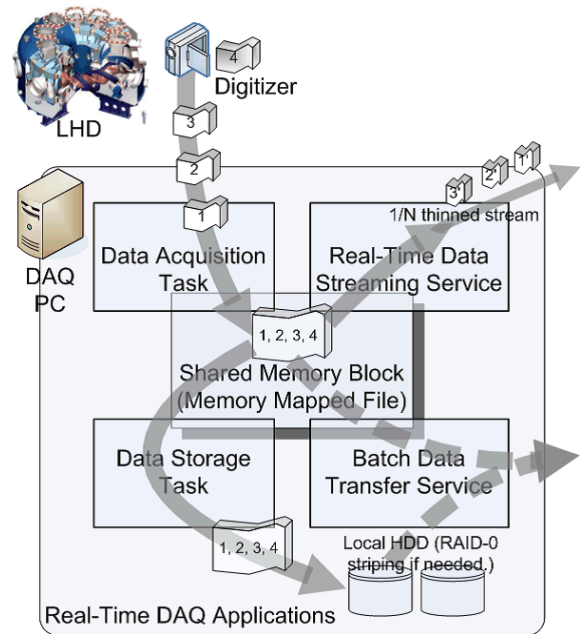 4
Digitizer
LHD
3
2
1
1'
2'
3'
1/N thinned stream
DAQ
PC
Data Acquisition
Task
Real-Time Data
Streaming Service
1, 2, 3, 4
Shared Memory Block
(Memory Mapped File)
Data Storage
Task
Batch Data
Transfer Service
1, 2, 3, 4
Local HDD (RAID-0
striping if needed.)
Real-Time DAQ Applications